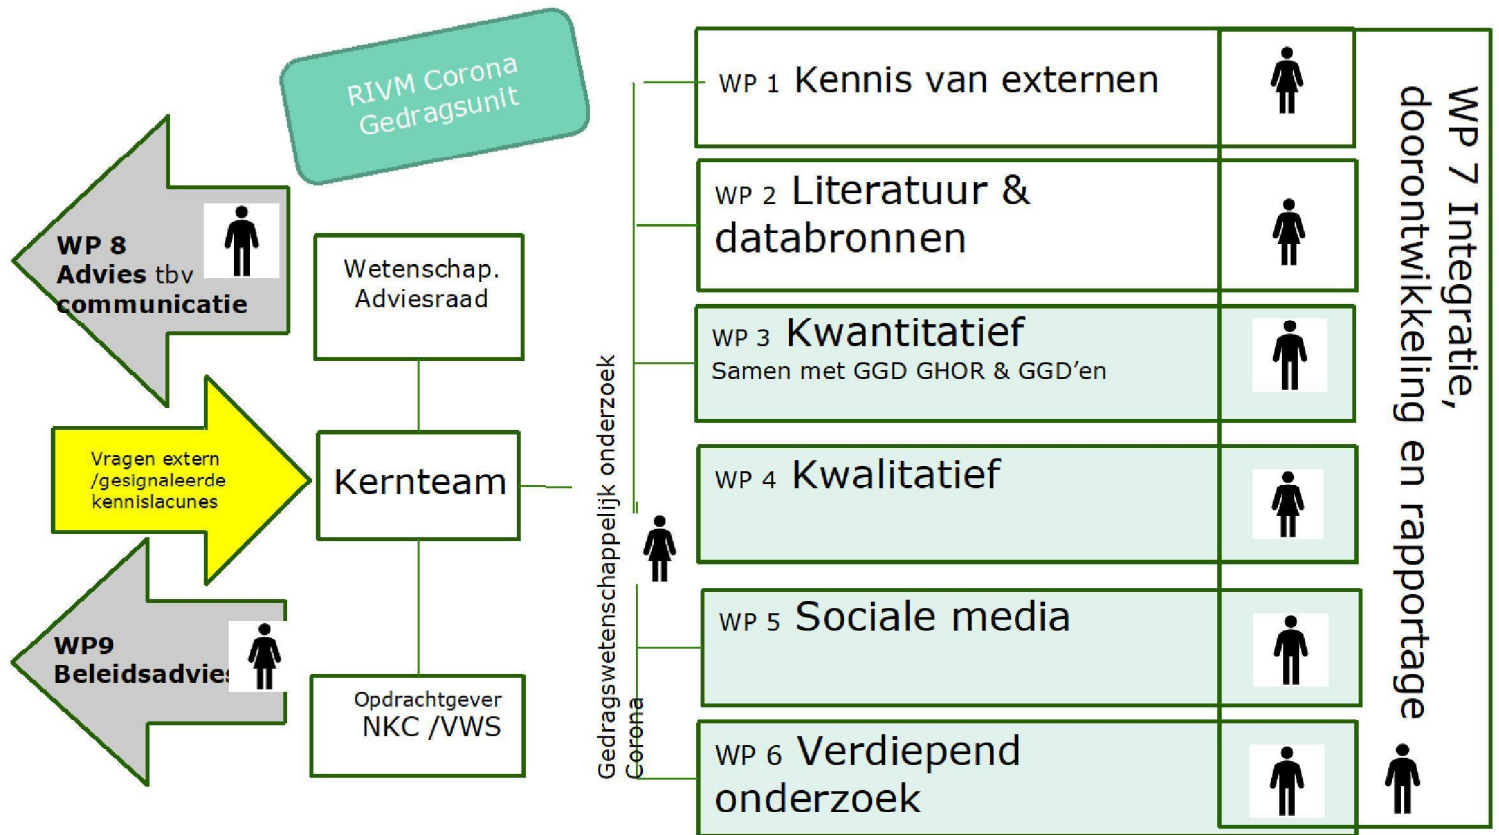 RIVM Corona
Gedragsunit
WP 8
Advies tbv
communicatie
Wetenschap.
Adviesraad
Vragen extern
/gesignaleerde
kennislacunes
Kernteam
WP9
Beleidsadvies
Opdrachtgever
NKC /VWS
Gedragswetenschappelijk onderzoek
Corona
WP 1 Kennis van externen
WP 2 Literatuur &
databronnen
WP 3 Kwantitatief
Samen met GGD GHOR & GGD'en
WP 4 Kwalitatief
WP 5 Sociale media
WP 6 Verdiepend
onderzoek
WP 7 Integratie,
doorontwikkeling en rapportage